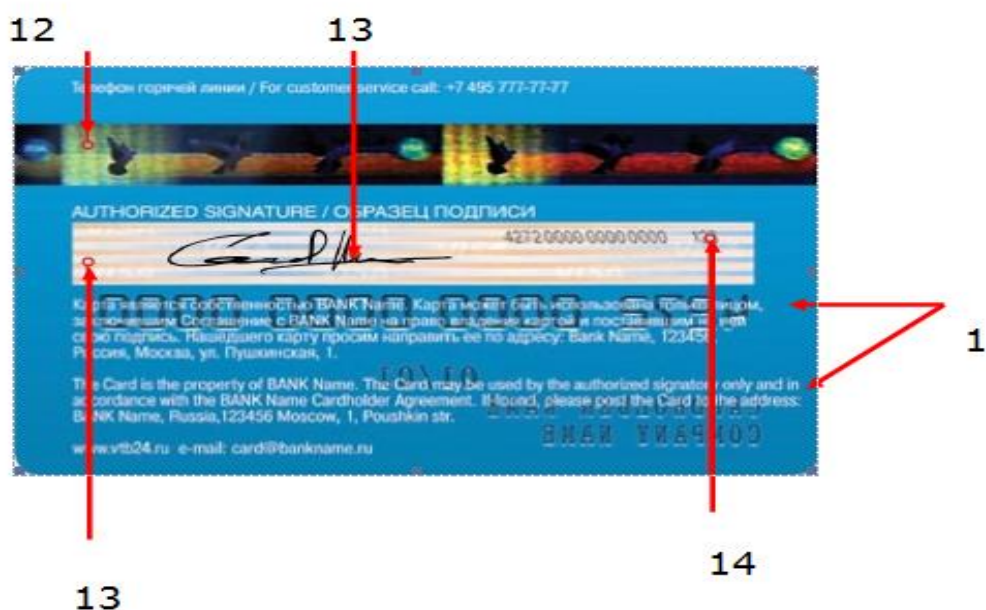 12 13
Телефон горячей линии / For customer service call: +7 495 777-77-77
AUTHORIZED SIGNATURE / ОБРАЗЕЦ ПОДПИСИ
4272 0000 0000 0000 123
Карта является собственностью BANK Name. Карта может быть использована только лицом,
заключившим Соглашение с BANK Name на право владения картой и поставившим на ней
свою подпись. Нашедшего карту просим направить ее по адресу: Bank Name, 123456,
Россия, Москва, ул. Пушкинская, 1.
1
The Card is the property of BANK Name. The Card may be used by the authorized signatory only and in
accordance with the BANK Name Cardholder Agreement. If found, please post the Card to the address:
BANK Name, Russia,123456 Moscow, 1, Poushkin str.
COMPANY NAME
www.vtb24.ru e-mail: card@bankname.ru
14
13